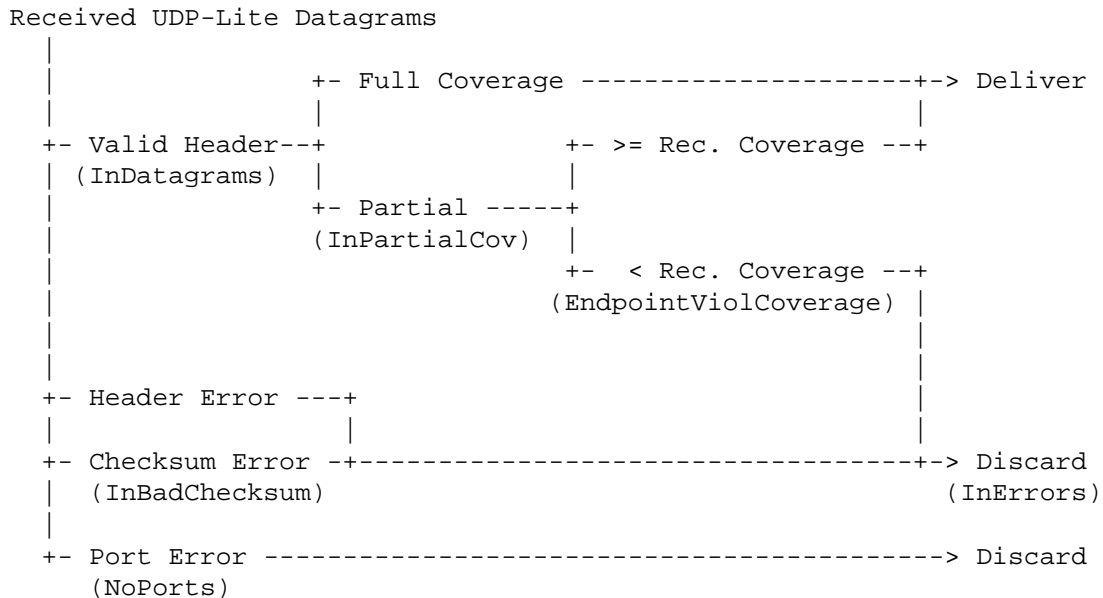 Received UDP-Lite Datagrams
   |
   |                +- Full Coverage ---------------------+-> Deliver
   |                |                                     |
   +- Valid Header--+               +- >= Rec. Coverage --+
   | (InDatagrams)  |               |
   |                +- Partial -----+
   |                (InPartialCov)  |
   |                                +-  < Rec. Coverage --+
   |                               (EndpointViolCoverage) |
   |                                                      |
   |                                                      |
   +- Header Error ---+                                   |
   |                  |                                   |
   +- Checksum Error -+-----------------------------------+-> Discard
   |  (InBadChecksum)                                       (InErrors)
   |
   +- Port Error -------------------------------------------> Discard
      (NoPorts)